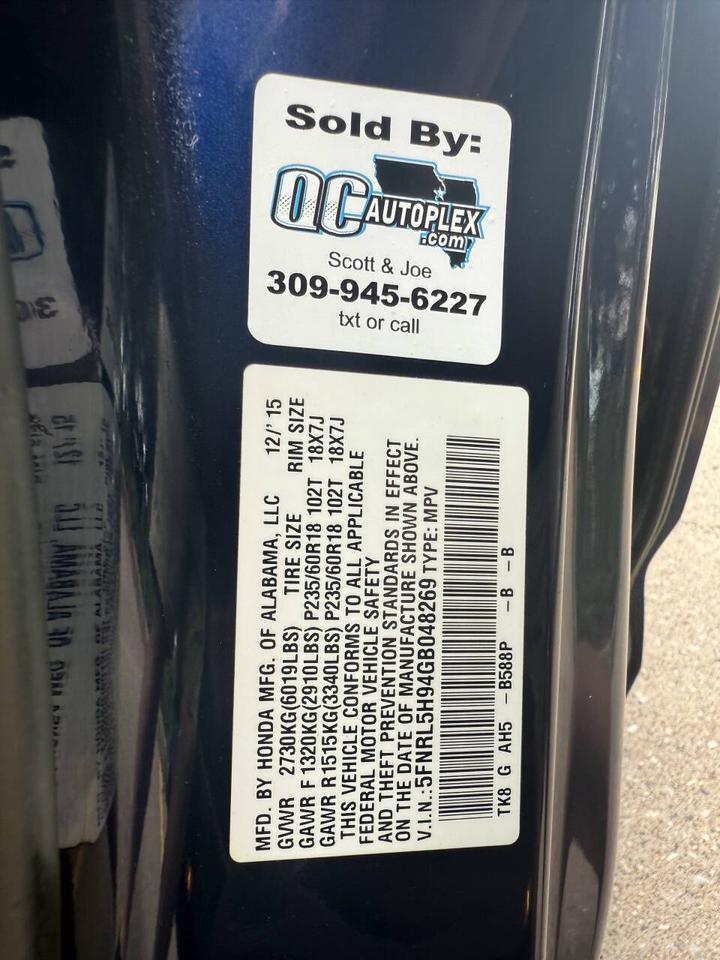 Sold By:
QC AUTOPLEX
.com
Scott & Joe
309-945-6227
txt or call
MFD. BY HONDA MFG. OF ALABAMA, LLC 12/' 15
GVWR 2730KG(6019LBS) TIRE SIZE RIM SIZE
GAWR F 1320KG(2910LBS) P235/60R18 102T 18X7J
GAWR R1515KG(3340LBS) P235/60R18 102T 18X7J
THIS VEHICLE CONFORMS TO ALL APPLICABLE
FEDERAL MOTOR VEHICLE SAFETY
AND THEFT PREVENTION STANDARDS IN EFFECT
ON THE DATE OF MANUFACTURE SHOWN ABOVE.
V.I.N.:5FNRL5H94GB048269 TYPE: MPV
TK8 G AH5 -B588P -B -B